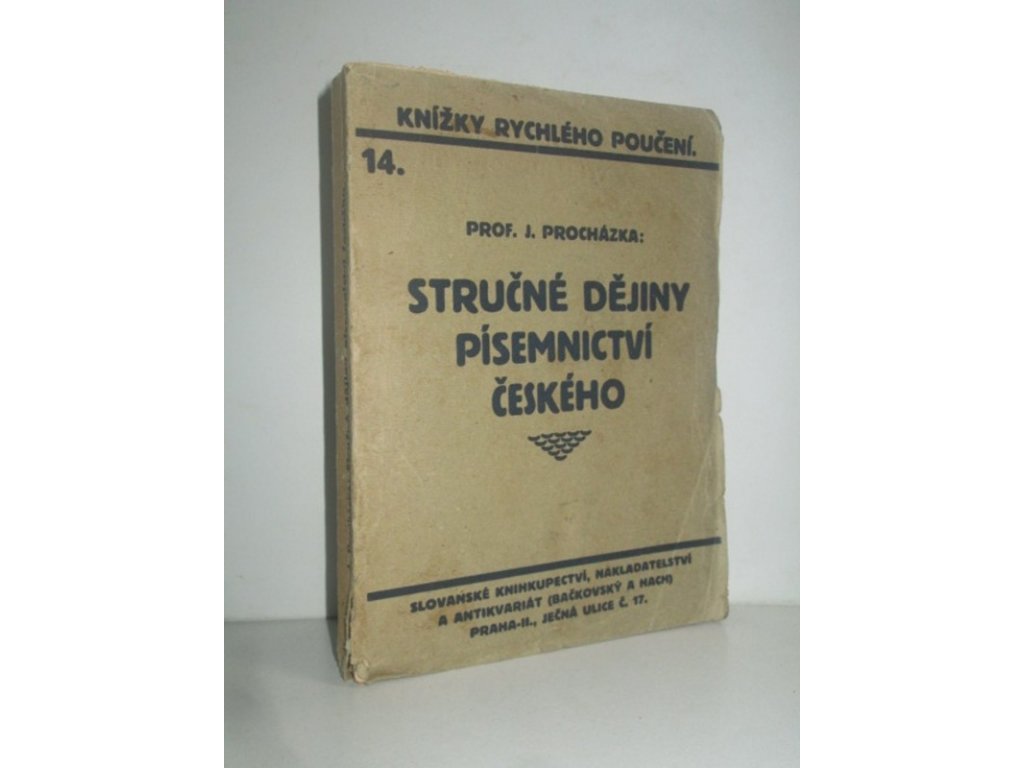 KNÍŽKY RYCHLÉHO POUČENÍ.
14.
PROF. J. PROCHÁZKA:
STRUČNÉ DĚJINY
PÍSEMNICTVÍ
ČESKÉHO
SLOVANSKÉ KNIHKUPECTVÍ, NAKLADATELSTVÍ
A ANTIKVARIÁT (BAČKOVSKÝ A HACH)
PRAHA-II., JEČNÁ ULICE Č. 17.